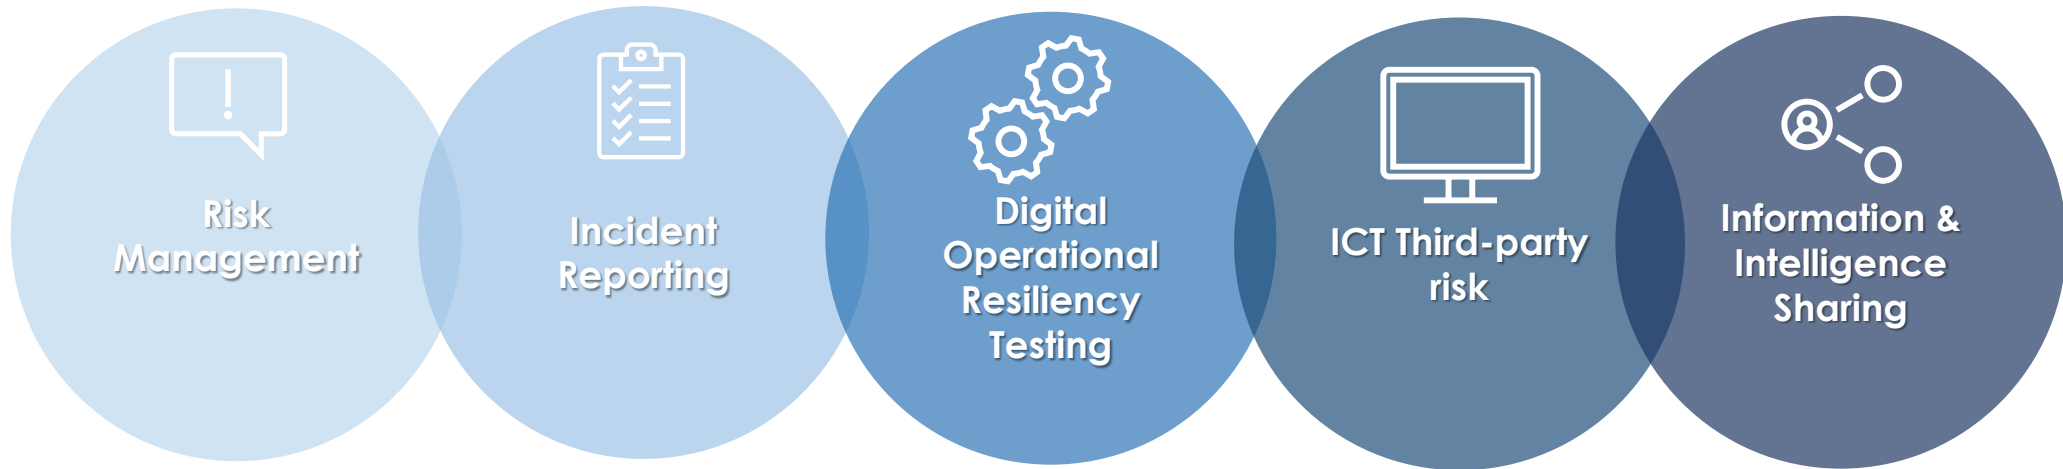 Risk
Management
Incident
Reporting
Digital
Operational
Resiliency
Testing
ICT Third-party
risk
Information &
Intelligence
Sharing